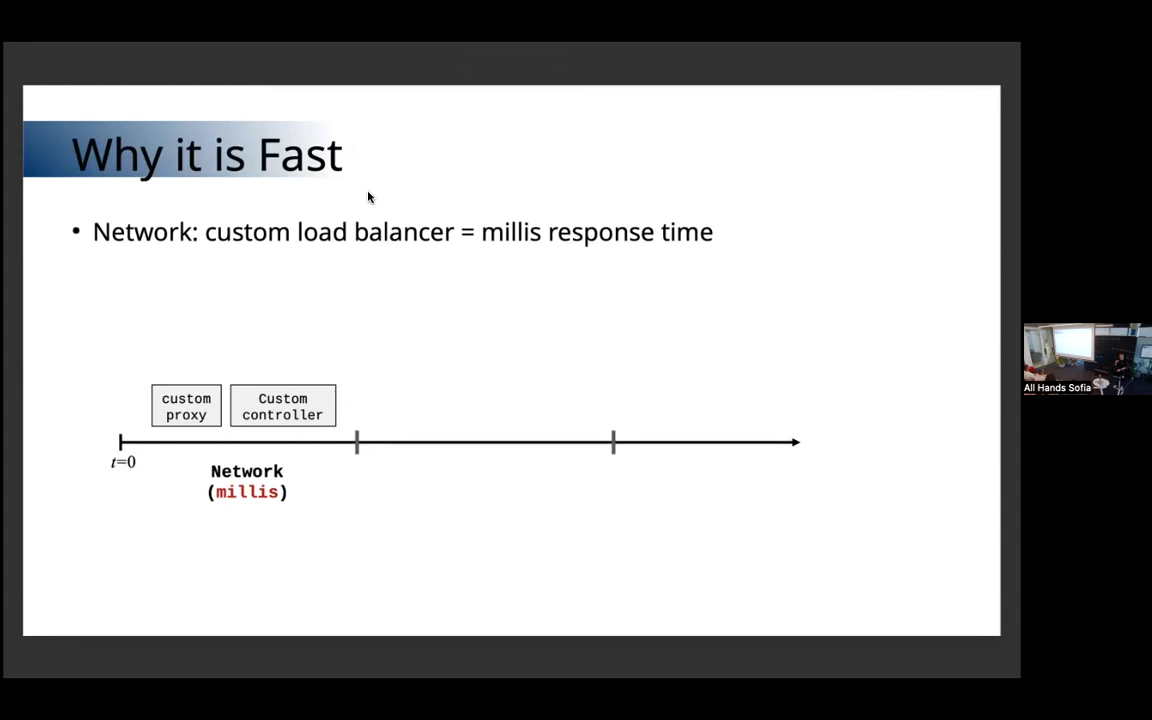 Why it is Fast
• Network: custom load balancer = millis response time
custom
proxy
Custom
controller
t=0
Network
(millis)
All Hands Sofia